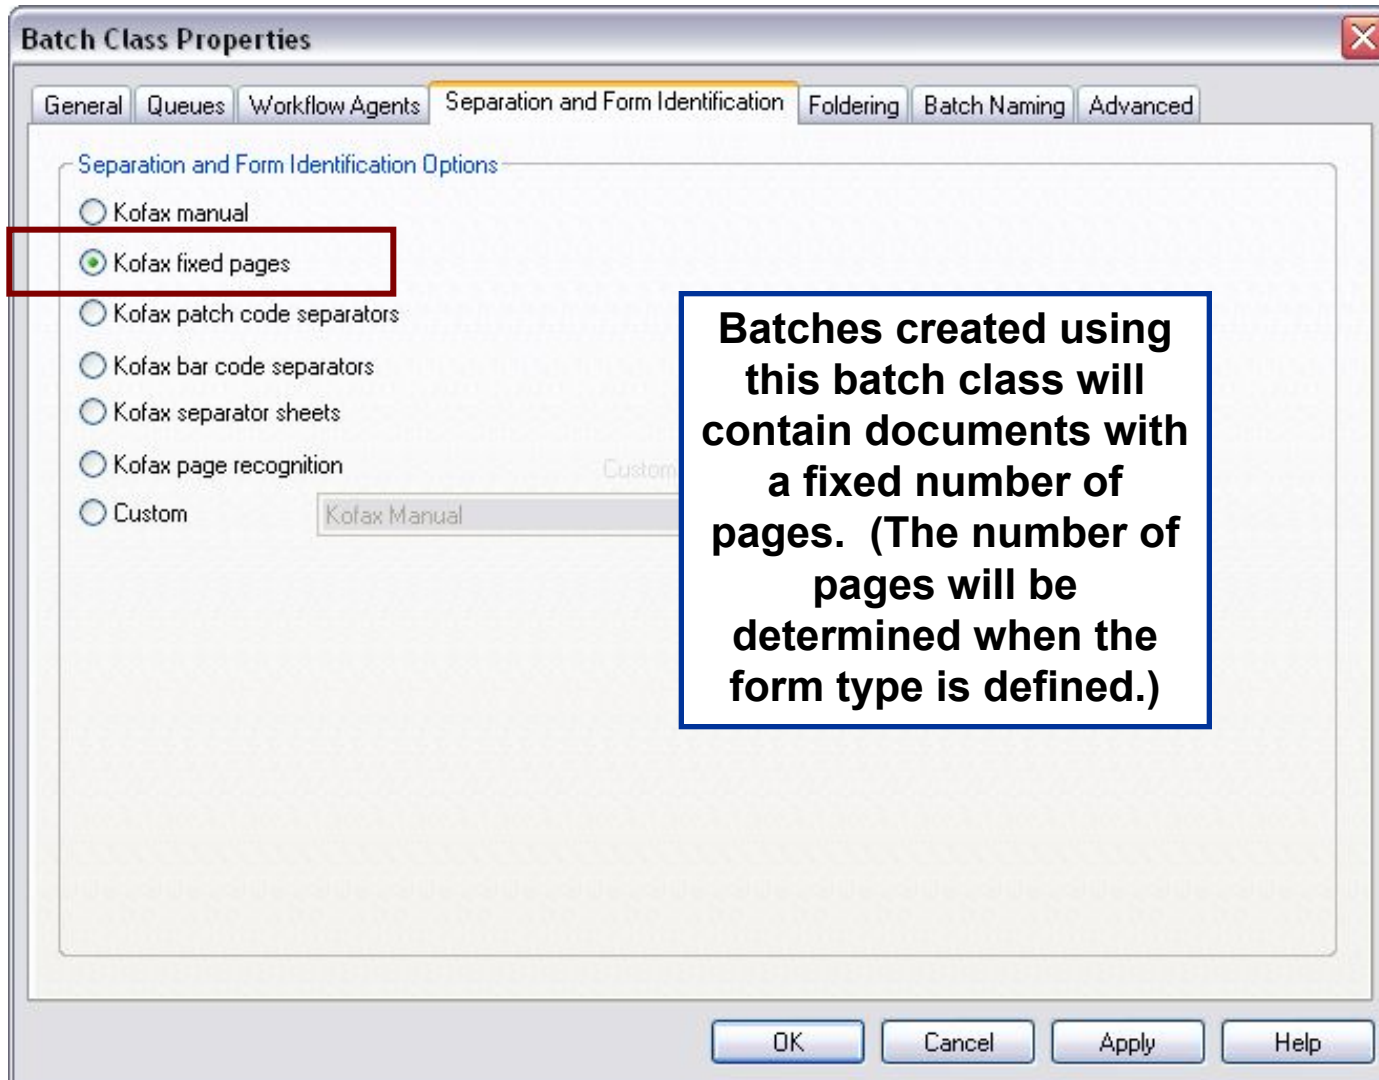 Batch Class Properties
General Queues Workflow Agents Separation and Form Identification Foldering Batch Naming Advanced
Separation and Form Identification Options
Kofax manual
Kofax fixed pages
Kofax patch code separators
Kofax bar code separators
Kofax separator sheets
Kofax page recognition
Custom
Custom
Kofax Manual
Batches created using
this batch class will
contain documents with
a fixed number of
pages.  (The number of
pages will be
determined when the
form type is defined.)
OK Cancel Apply Help